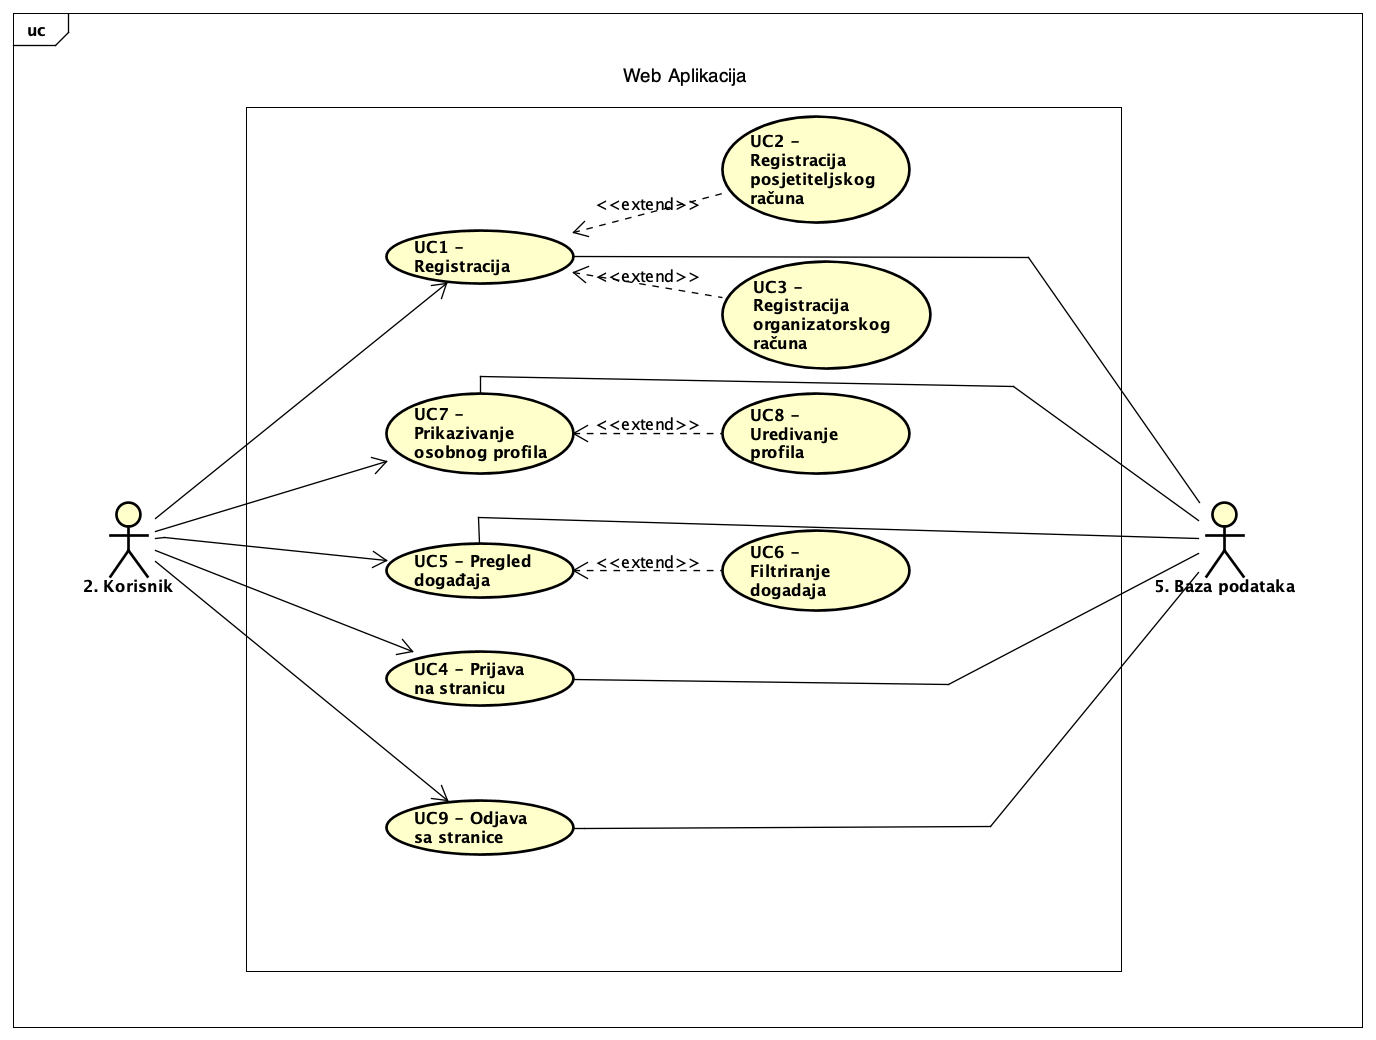 uc
Web Aplikacija
UC2 -
Registracija
posjetiteljskog
računa
<<extend>>
UC1 -
Registracija
<<extend>>
UC3 -
Registracija
organizatorskog
računa
UC7 -
Prikazivanje
osobnog profila
<<extend>>
UC8 -
Uredivanje
profila
2. Korisnik
5. Baza podataka
UC5 - Pregled
događaja
<<extend>>
UC6 -
Filtriranje
dogadaja
UC4 - Prijava
na stranicu
UC9 - Odjava
sa stranice